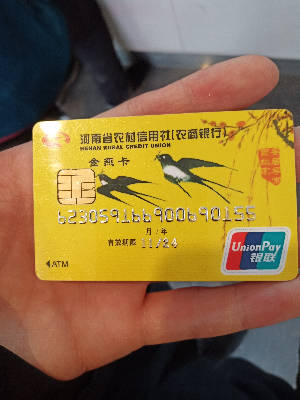 河南省农村信用社(农商银行)
HENAN RURAL CREDIT UNION
金燕卡
月/年
有效期限 11/24
ATM
UnionPay
银联